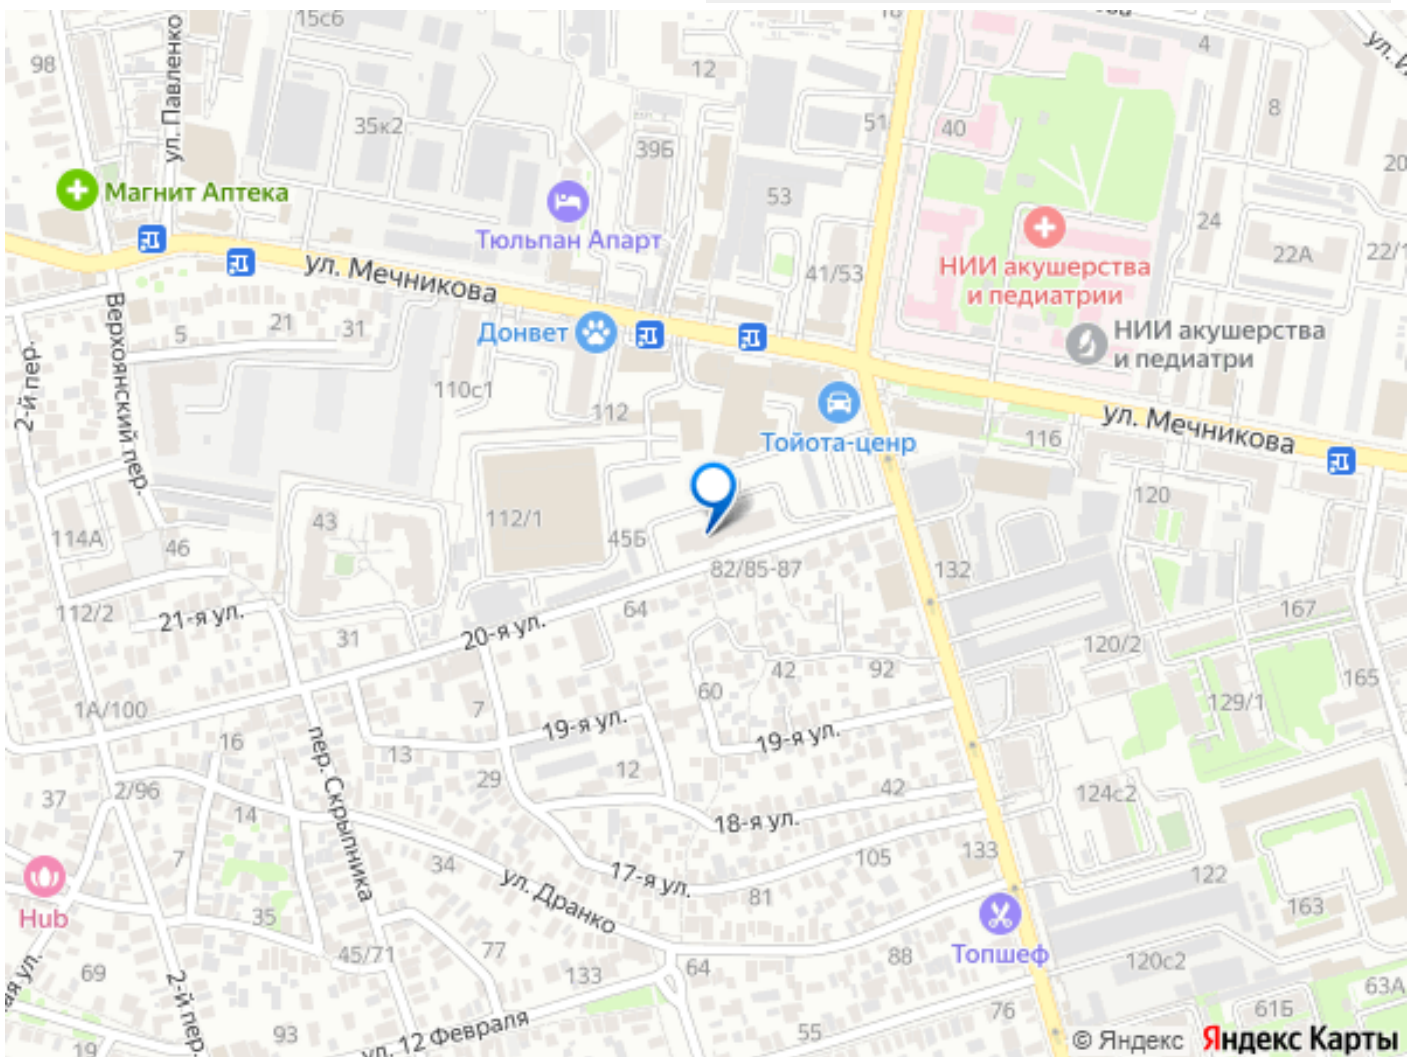 15с6
16
98
ул. Павленко
12
4
35к2
39Б
51
40
8
20
Магнит Аптека
53
24
Тюльпан Апарт
22А
22/1
ул. Мечникова
41/53
НИИ акушерства
и педиатрии
Верхоянский пер.
5
21
31
Донвет
НИИ акушерства
и педиатри
2-й пер.
110с1
112
ул. Мечникова
Тойота-ценр
116
120
43
112/1
45Б
114А
46
82/85-87
132
112/2
21-я ул.
31
20-я ул.
64
167
120/2
42
92
60
165
129/1
1А/100
7
19-я ул.
19-я ул.
16
13
пер. Скрыпника
12
29
42
37
2/96
14
18-я ул.
124с2
7
34
105
133
17-я ул.
81
122
ул. Дранко
Hub
35
163
77
Топшеф
45/71
88
64
120с2
69
2-й пер.
133
63А
76
61Б
93
ул. 12 Февраля
55
19
© Яндекс Яндекс Карты